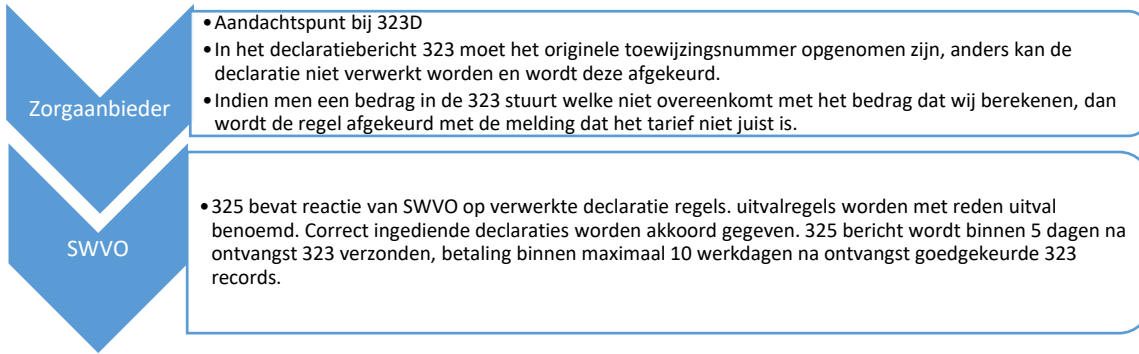 Zorgaanbieder
•Aandachtspunt bij 323D
•In het declaratiebericht 323 moet het originele toewijzingsnummer opgenomen zijn, anders kan de
declaratie niet verwerkt worden en wordt deze afgekeurd.
•Indien men een bedrag in de 323 stuurt welke niet overeenkomt met het bedrag dat wij berekenen, dan
wordt de regel afgekeurd met de melding dat het tarief niet juist is.
SWVO
•325 bevat reactie van SWVO op verwerkte declaratie regels. uitvalregels worden met reden uitval
benoemd. Correct ingediende declaraties worden akkoord gegeven. 325 bericht wordt binnen 5 dagen na
ontvangst 323 verzonden, betaling binnen maximaal 10 werkdagen na ontvangst goedgekeurde 323
records.